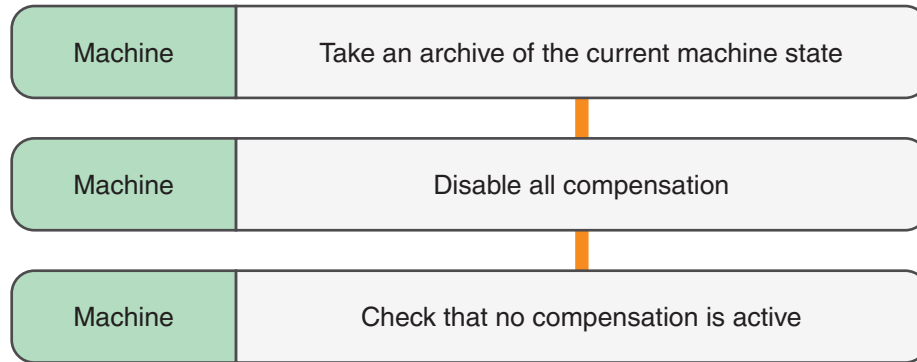 Machine Take an archive of the current machine state
Machine Disable all compensation
Machine Check that no compensation is active